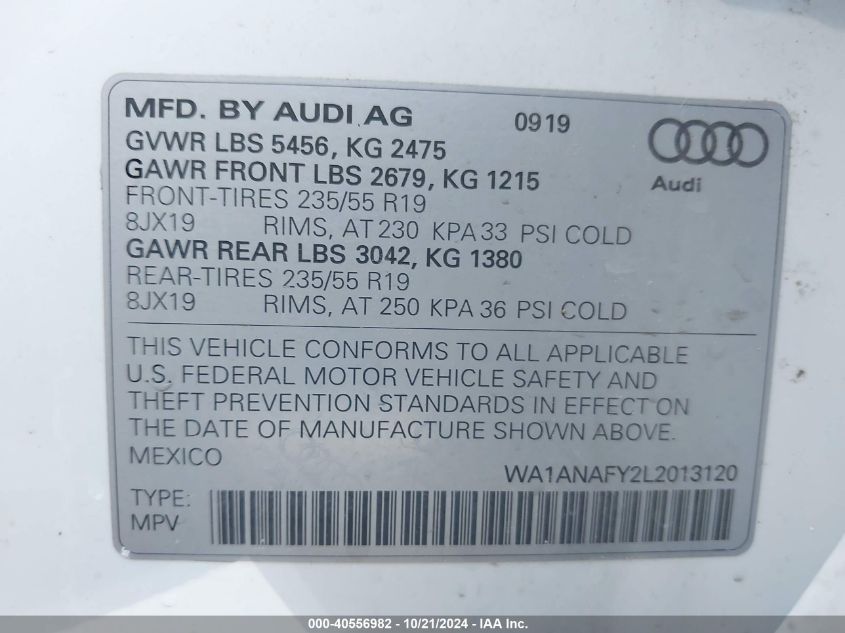 MFD. BY AUDI AG 0919
GVWR LBS 5456, KG 2475
GAWR FRONT LBS 2679, KG 1215
Audi
FRONT-TIRES 235/55 R19
8JX19 RIMS, AT 230 KPA 33 PSI COLD
GAWR REAR LBS 3042, KG 1380
REAR-TIRES 235/55 R19
8JX19 RIMS, AT 250 KPA 36 PSI COLD
THIS VEHICLE CONFORMS TO ALL APPLICABLE
U.S. FEDERAL MOTOR VEHICLE SAFETY AND
THEFT PREVENTION STANDARDS IN EFFECT ON
THE DATE OF MANUFACTURE SHOWN ABOVE.
MEXICO
WA1ANAFY2L2013120
TYPE:
MPV
000-40556982 - 10/21/2024 - IAA Inc.